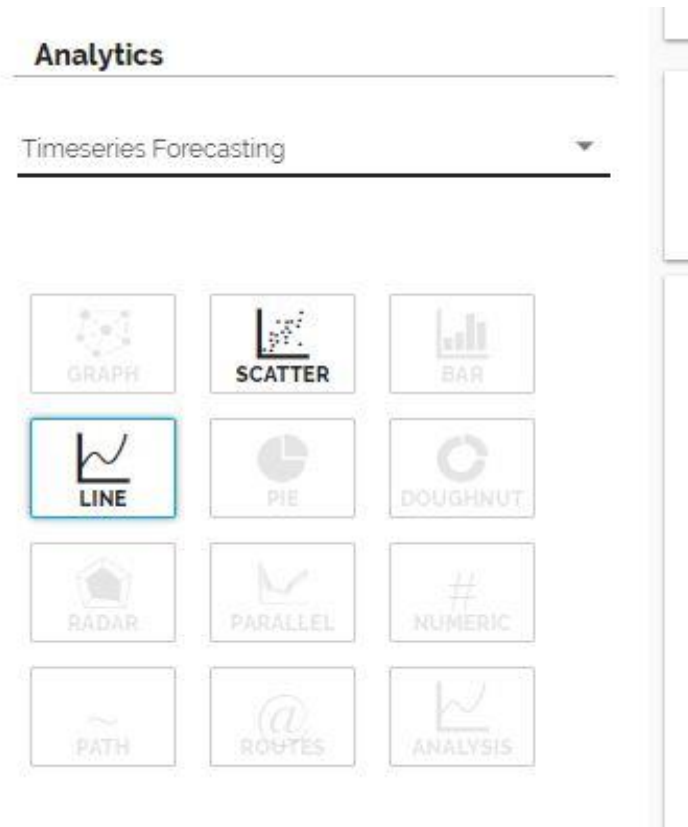 Analytics
Timeseries Forecasting
GRAPH SCATTER BAR
LINE PIE DOUGHNUT
#
RADAR PARALLEL NUMERIC
~ @
PATH ROUTES ANALYSIS